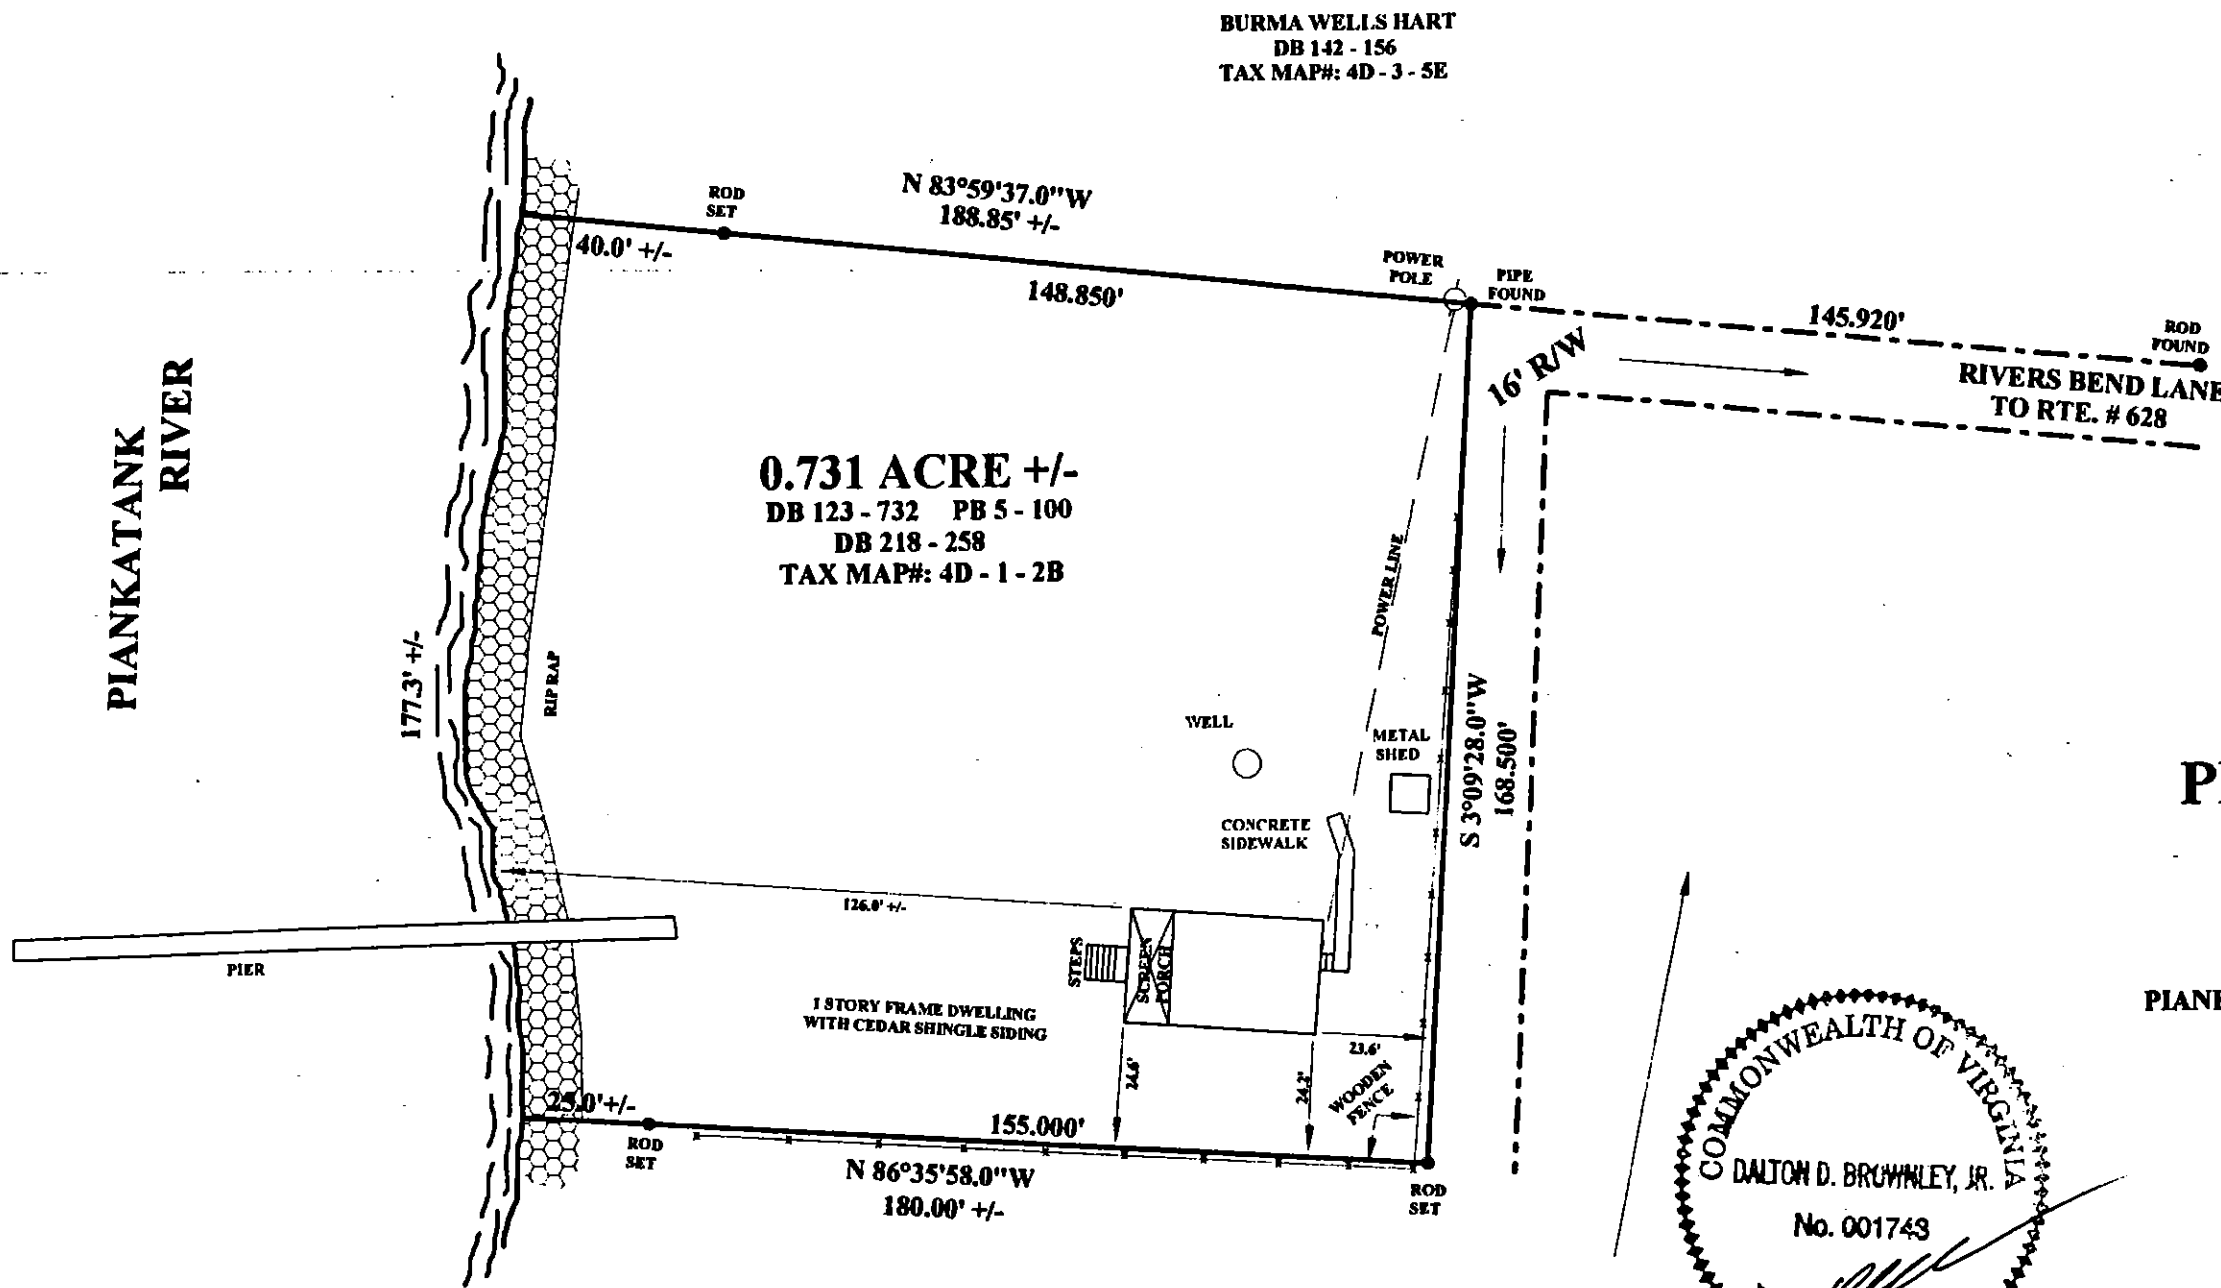 BURMA WELLS HART
DB 142 - 156
TAX MAP#: 4D - 3 - 5E
ROD
SET
N 83°59'37.0"W
188.85' +/-
40.0' +/-
148.850'
POWER
POLE
PIPE
FOUND
145.920'
ROD
FOUND
16' R/W
RIVERS BEND LANE
TO RTE. # 628
PIANKATANK
RIVER
0.731 ACRE +/-
DB 123 - 732 PB 5 - 100
DB 218 - 258
TAX MAP#: 4D - 1 - 2B
POWER LINE
177.3' +/-
RIP RAP
WELL
METAL
SHED
S 3°09'28.0"W
168.500'
CONCRETE
SIDEWALK
126.0' +/-
PIER
STEPS
SCREEN
PORCH
1 STORY FRAME DWELLING
WITH CEDAR SHINGLE SIDING
23.6'
24.6'
24.2'
WOODEN
FENCE
25.0'+/-
155.000'
ROD
SET
N 86°35'58.0"W
180.00' +/-
ROD
SET
COMMONWEALTH OF VIRGINIA
DALTON D. BROWNLEY, JR.
No. 001743